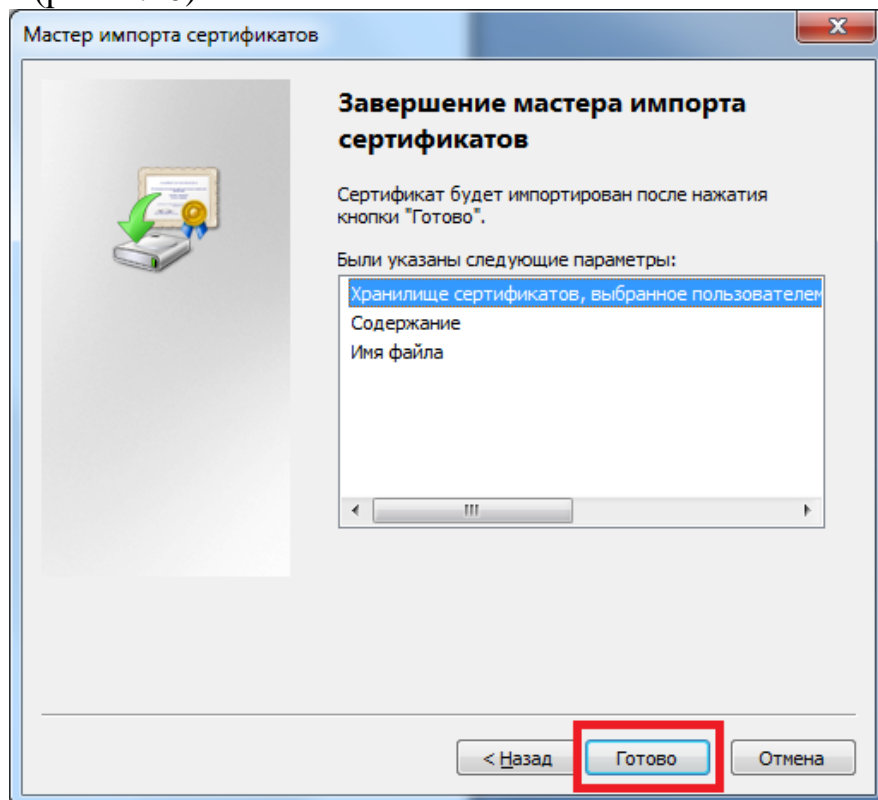 Мастер импорта сертификатов
Завершение мастера импорта
сертификатов
Сертификат будет импортирован после нажатия
кнопки "Готово".
Были указаны следующие параметры:
Хранилище сертификатов, выбранное пользователем
Содержание
Имя файла
< Назад
Готово
Отмена